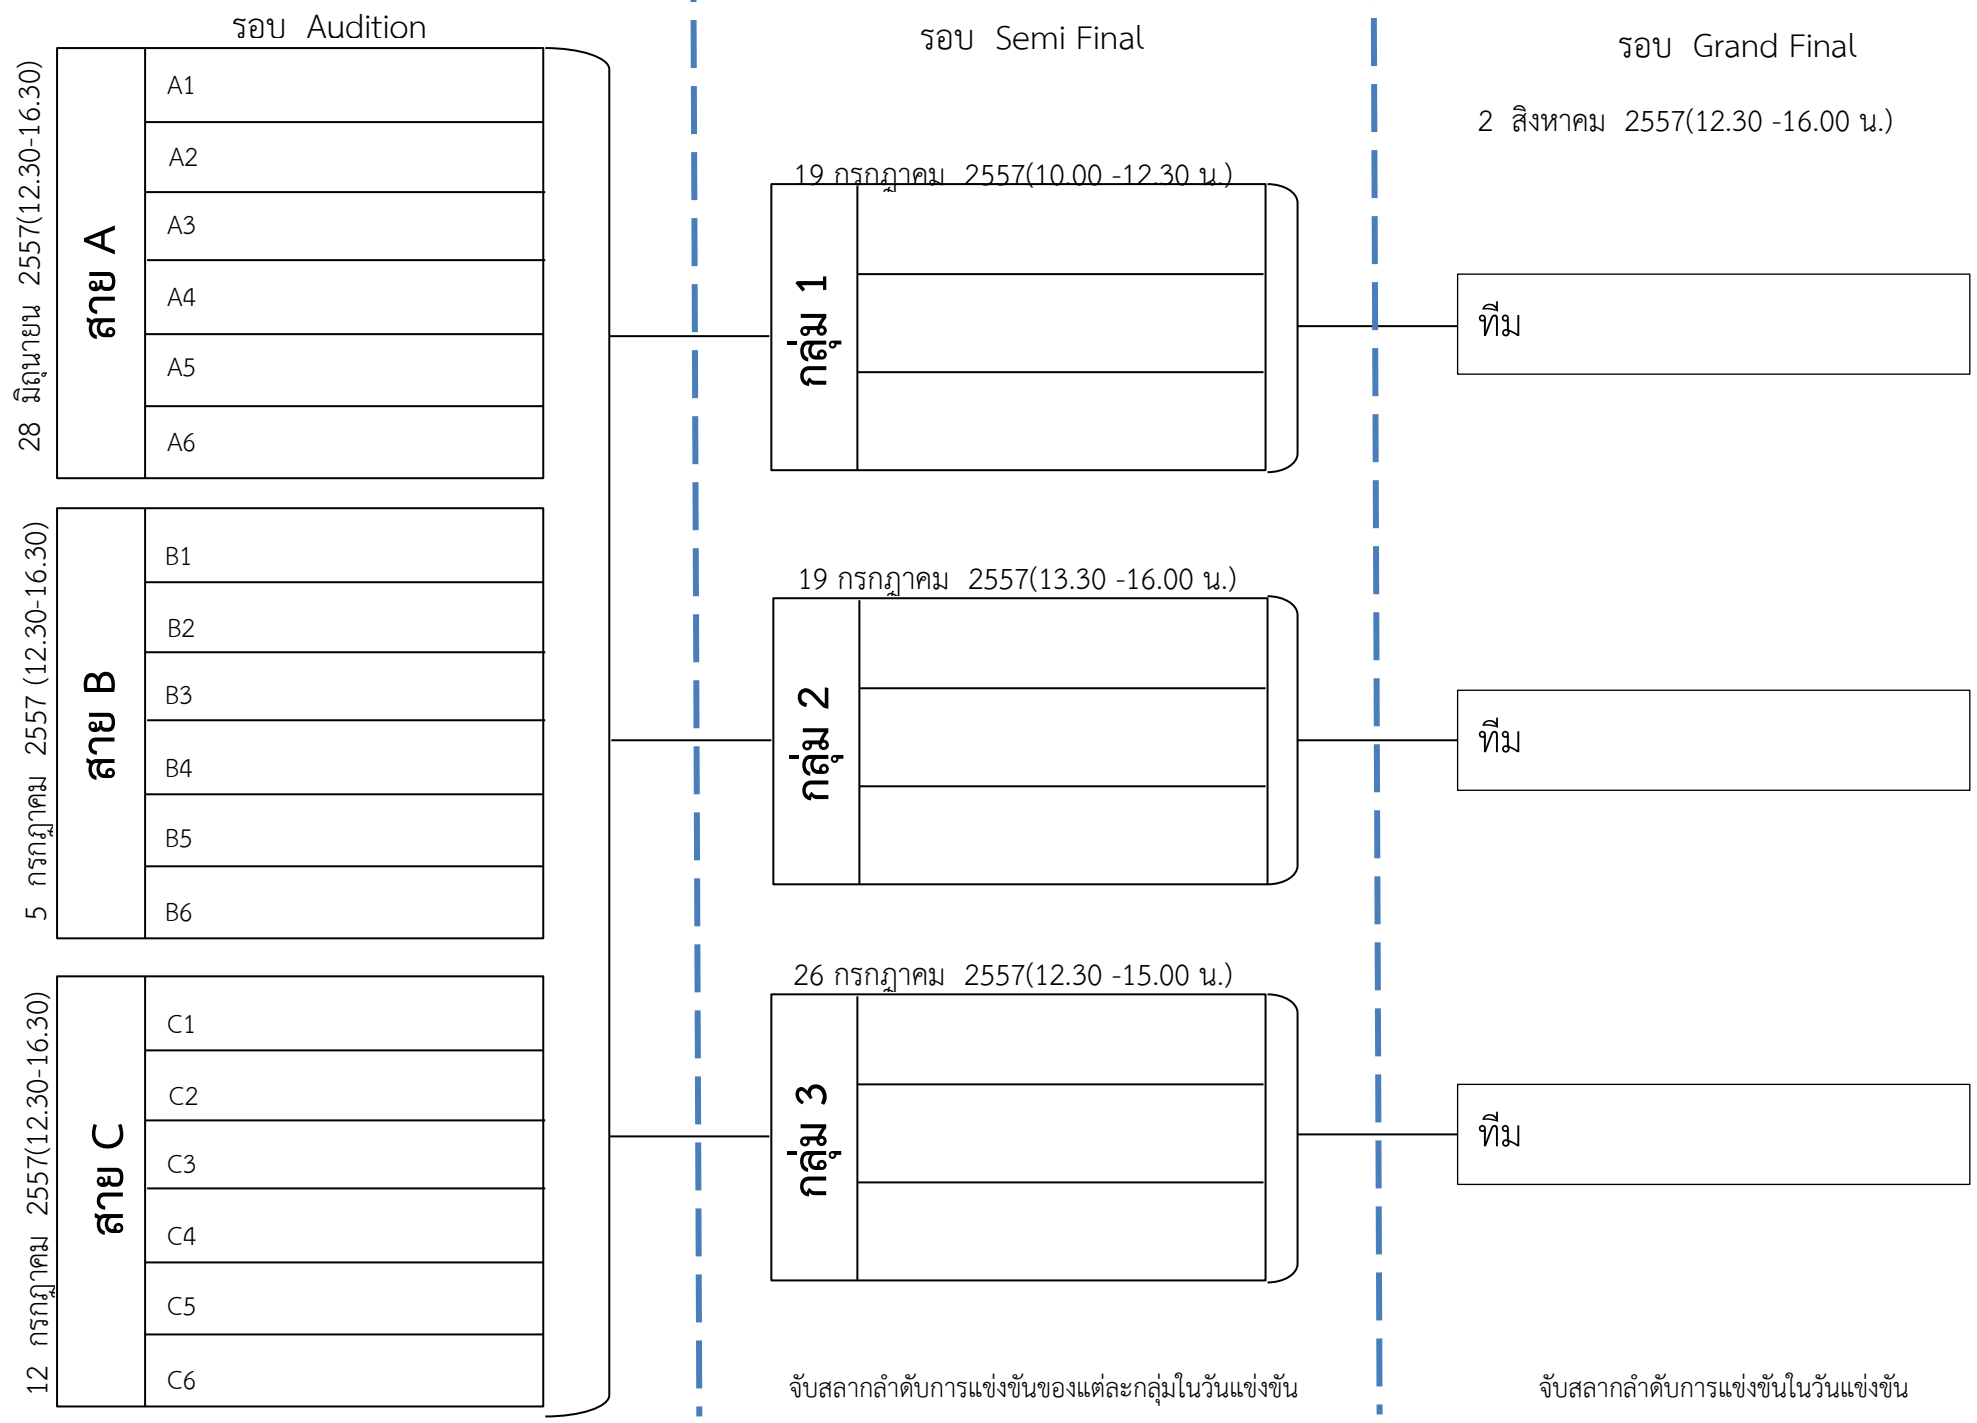 รอบ  Audition
28  มิถุนายน  2557(12.30-16.30)
สาย A
A1
A2
A3
A4
A5
A6
5  กรกฎาคม  2557 (12.30-16.30)
สาย B
B1
B2
B3
B4
B5
B6
12  กรกฎาคม  2557(12.30-16.30)
สาย C
C1
C2
C3
C4
C5
C6
รอบ  Semi Final
19 กรกฎาคม  2557(10.00 -12.30 น.)
กลุ่ม 1
19 กรกฎาคม  2557(13.30 -16.00 น.)
กลุ่ม 2
26 กรกฎาคม  2557(12.30 -15.00 น.)
กลุ่ม 3
จับสลากลำดับการแข่งขันของแต่ละกลุ่มในวันแข่งขัน
รอบ  Grand Final
2  สิงหาคม  2557(12.30 -16.00 น.)
ทีม
ทีม
ทีม
จับสลากลำดับการแข่งขันในวันแข่งขัน